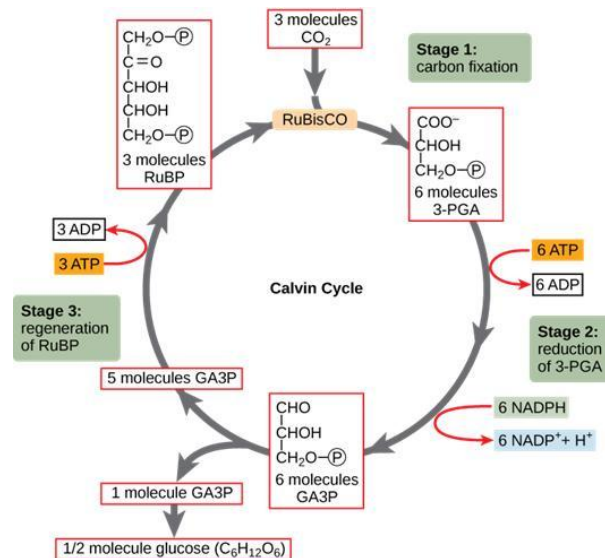 3 molecules
CO₂
Stage 1:
carbon fixation
CH₂O—Ⓟ
C=O
CHOH
CHOH
CH₂O—Ⓟ
3 molecules
RuBP
RuBisCO
COO⁻
CHOH
CH₂O—Ⓟ
6 molecules
3-PGA
3 ADP
3 ATP
6 ATP
6 ADP
Calvin Cycle
Stage 3:
regeneration
of RuBP
Stage 2:
reduction
of 3-PGA
5 molecules GA3P
CHO
CHOH
CH₂O—Ⓟ
6 molecules
GA3P
6 NADPH
6 NADP⁺+ H⁺
1 molecule GA3P
1/2 molecule glucose (C₆H₁₂O₆)